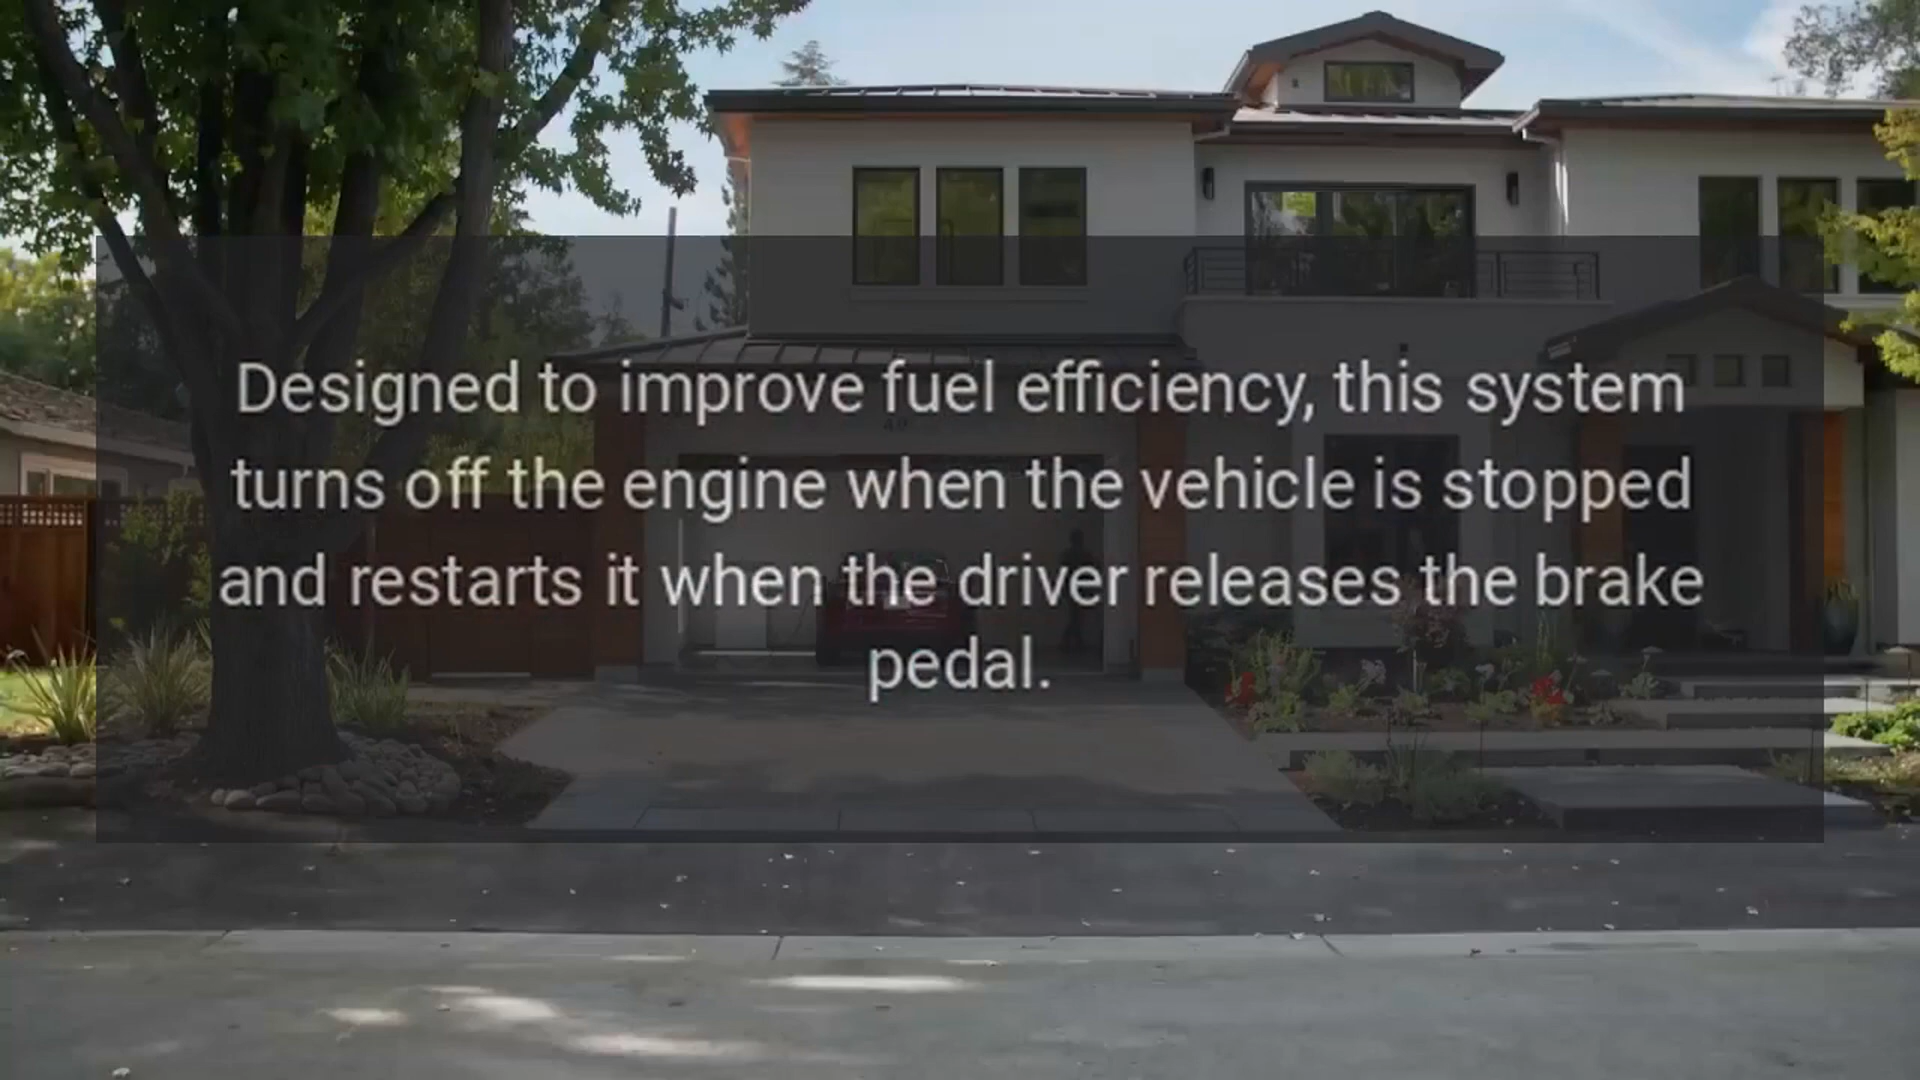 Designed to improve fuel efficiency, this system
turns off the engine when the vehicle is stopped
and restarts it when the driver releases the brake
pedal.